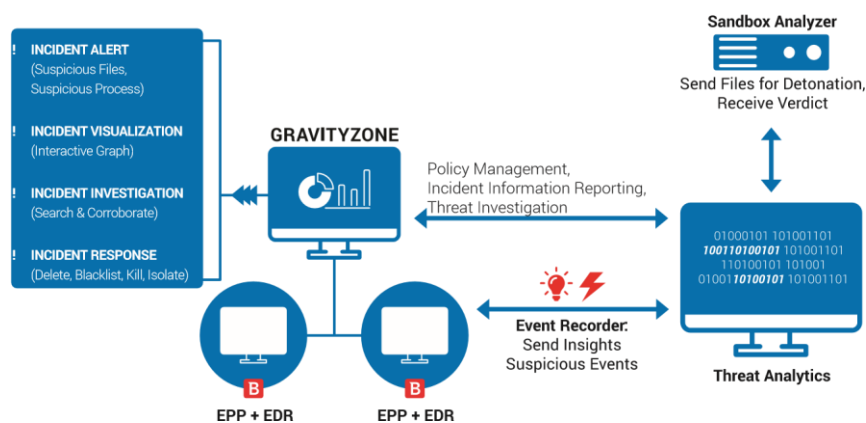 ! INCIDENT ALERT
(Suspicious Files,
Suspicious Process)
! INCIDENT VISUALIZATION
(Interactive Graph)
! INCIDENT INVESTIGATION
(Search & Corroborate)
! INCIDENT RESPONSE
(Delete, Blacklist, Kill, Isolate)
GRAVITYZONE
Policy Management,
Incident Information Reporting,
Threat Investigation
Sandbox Analyzer
Send Files for Detonation,
Receive Verdict
01000101 101001101
100110100101 101001101
110100101 101001
0100110100101 101001101
Threat Analytics
Event Recorder:
Send Insights
Suspicious Events
B
EPP + EDR
B
EPP + EDR